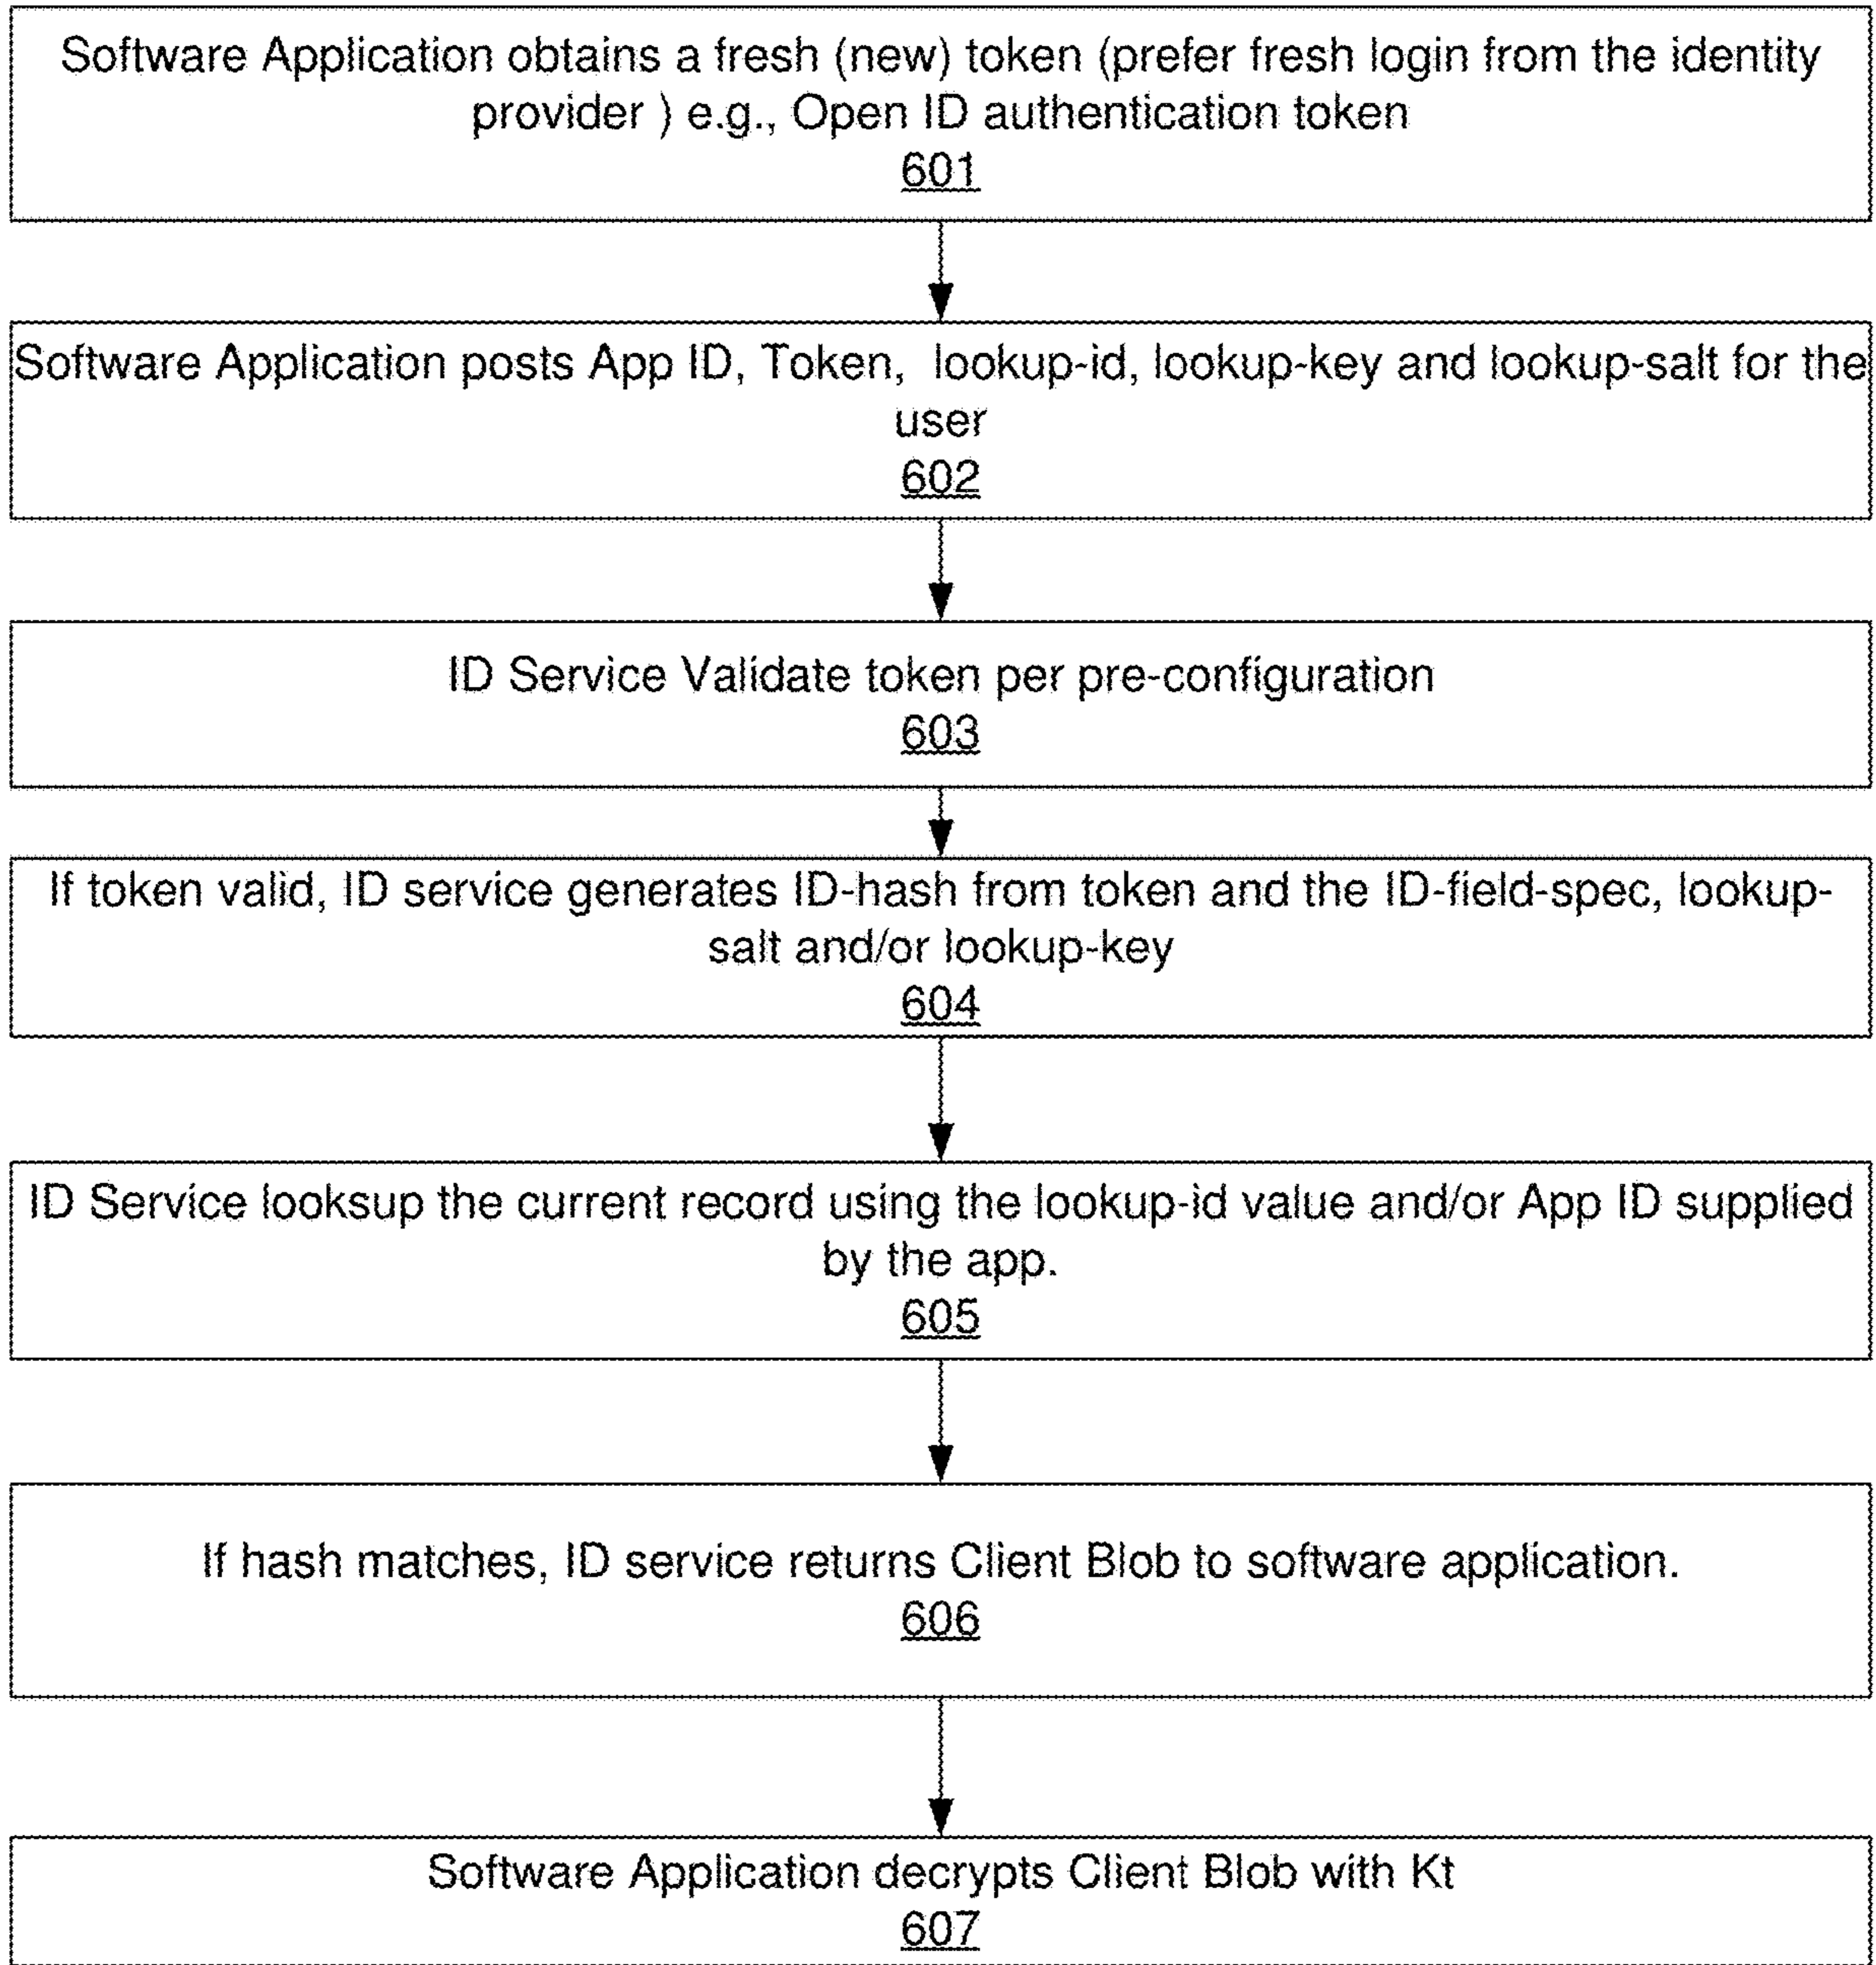 Software Application obtains a fresh (new) token (prefer fresh login from the identity
provider ) e.g., Open ID authentication token
601
Software Application posts App ID, Token,  lookup-id, lookup-key and lookup-salt for the
user
602
ID Service Validate token per pre-configuration
603
If token valid, ID service generates ID-hash from token and the ID-field-spec, lookup-
salt and/or lookup-key
604
ID Service looksup the current record using the lookup-id value and/or App ID supplied
by the app.
605
If hash matches, ID service returns Client Blob to software application.
606
Software Application decrypts Client Blob with Kt
607